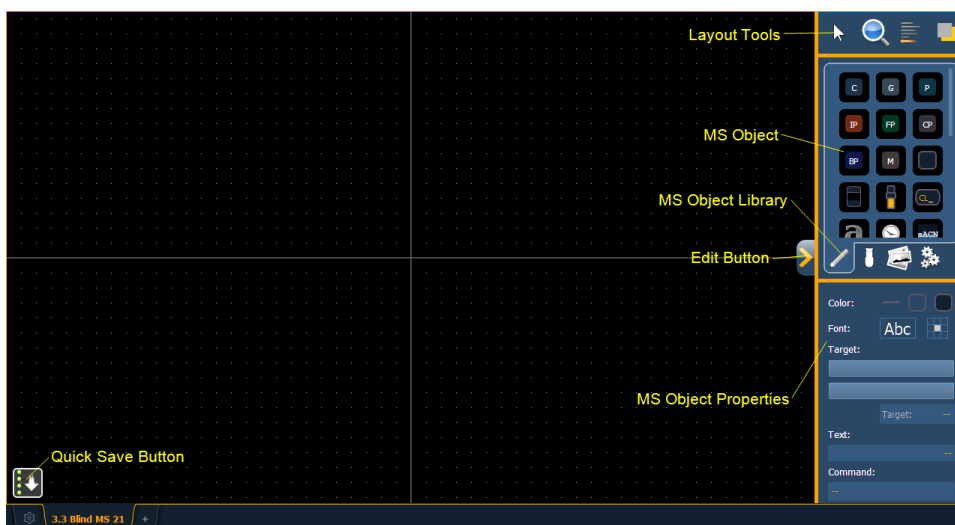 Layout Tools
C G P
MS Object
IP FP CP
BP M
MS Object Library
CL_
a sACN
Edit Button
Color:
Font: Abc
Target:
MS Object Properties
Target: --
Text:
--
Quick Save Button
Command:
--
3.3 Blind MS 21 +